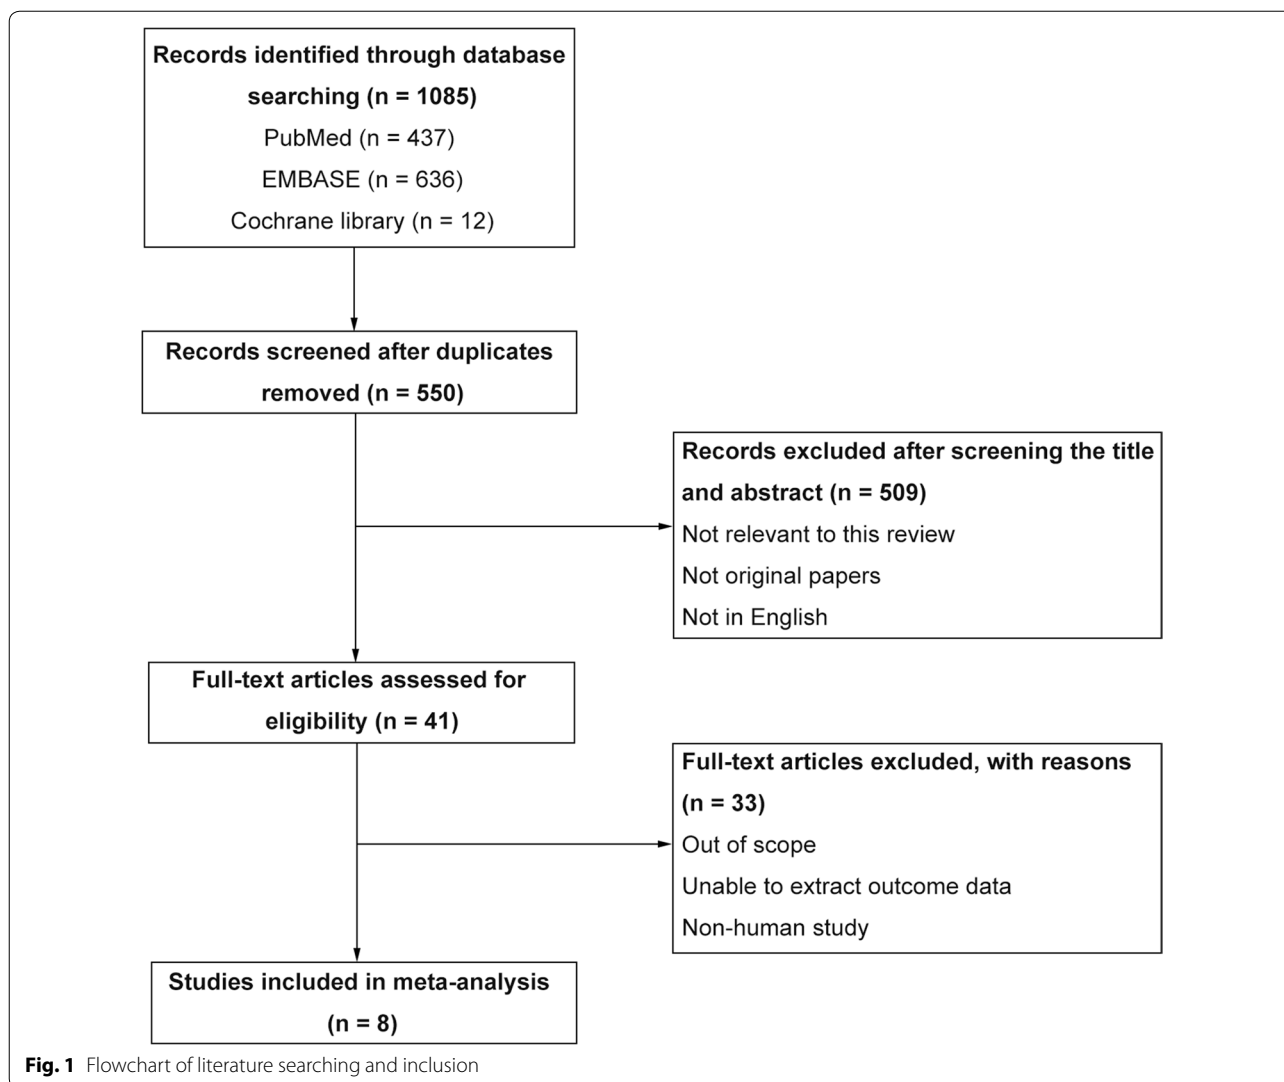 Records identified through database
searching (n = 1085)
PubMed (n = 437)
EMBASE (n = 636)
Cochrane library (n = 12)
Records screened after duplicates
removed (n = 550)
Records excluded after screening the title
and abstract (n = 509)
Not relevant to this review
Not original papers
Not in English
Full-text articles assessed for
eligibility (n = 41)
Full-text articles excluded, with reasons
(n = 33)
Out of scope
Unable to extract outcome data
Non-human study
Studies included in meta-analysis
(n = 8)
Fig. 1 Flowchart of literature searching and inclusion